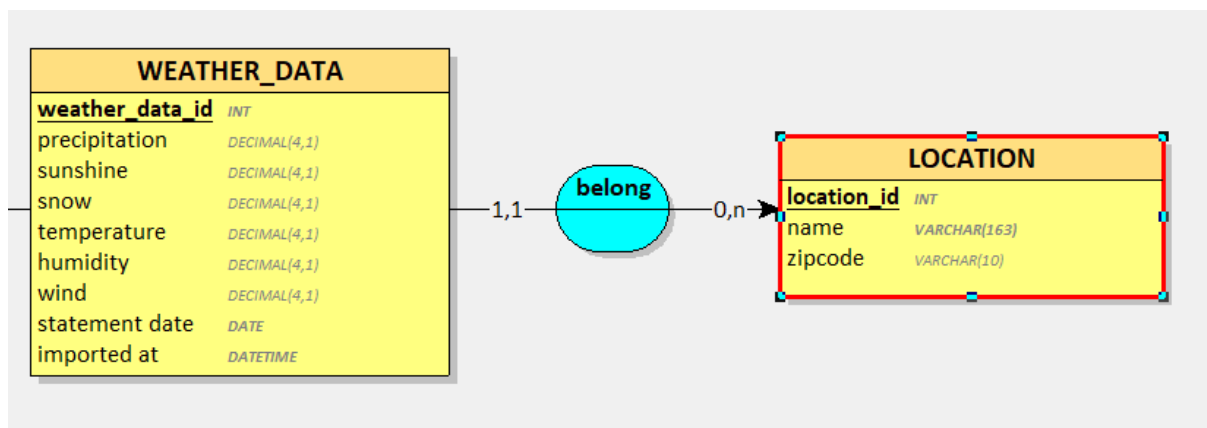 WEATHER_DATA
weather_data_id INT
precipitation DECIMAL(4,1)
sunshine DECIMAL(4,1)
snow DECIMAL(4,1)
temperature DECIMAL(4,1)
humidity DECIMAL(4,1)
wind DECIMAL(4,1)
statement date DATE
imported at DATETIME
1,1
belong
0,n
LOCATION
location_id INT
name VARCHAR(163)
zipcode VARCHAR(10)